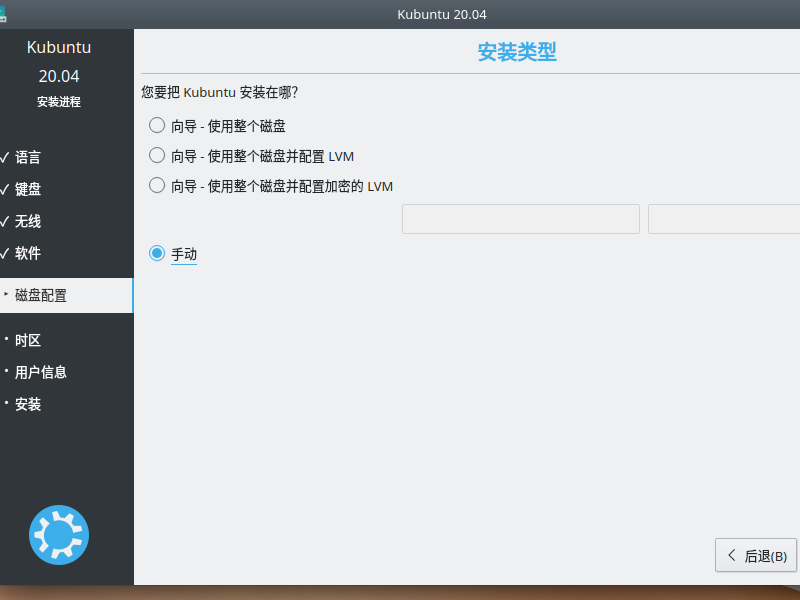 Kubuntu 20.04
Kubuntu
20.04
安装进程
✓ 语言
✓ 键盘
✓ 无线
✓ 软件
‣ 磁盘配置
· 时区
· 用户信息
· 安装
安装类型
您要把 Kubuntu 安装在哪?
向导 - 使用整个磁盘
向导 - 使用整个磁盘并配置 LVM
向导 - 使用整个磁盘并配置加密的 LVM
手动
后退(B)